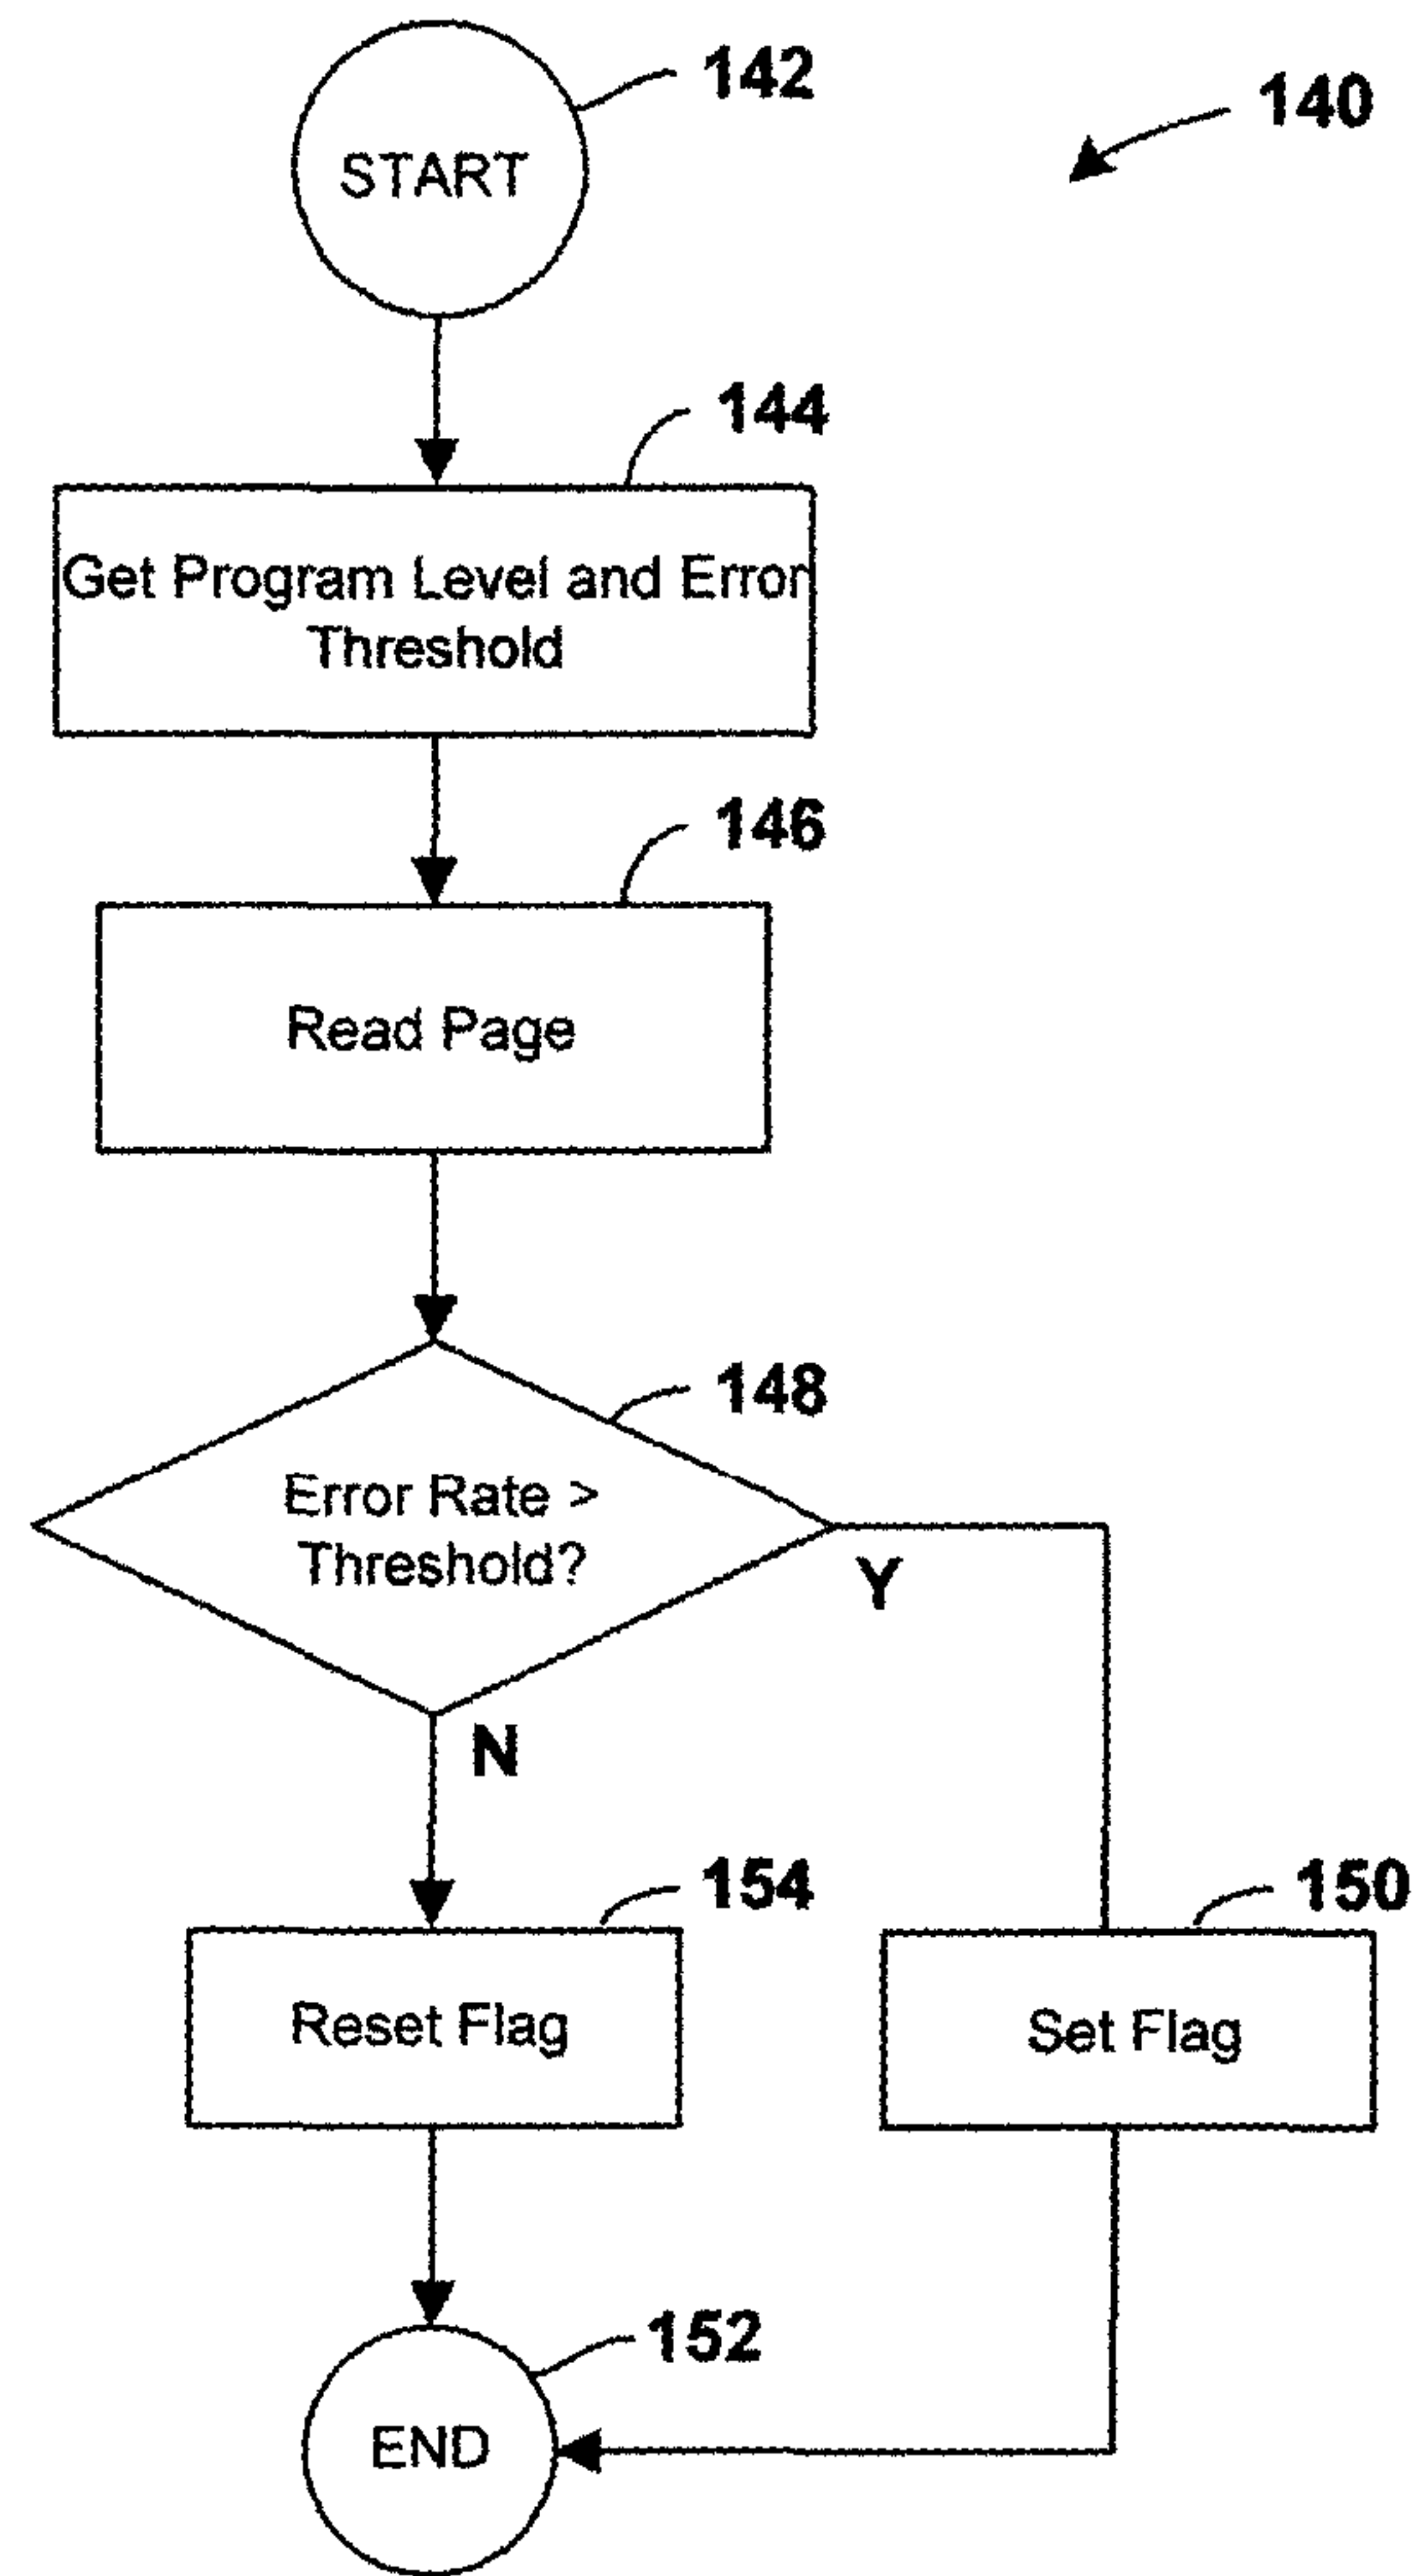 142
140
START
144
Get Program Level and Error
Threshold
146
Read Page
148
Error Rate >
Threshold?
Y
N
154
150
Reset Flag
Set Flag
152
END